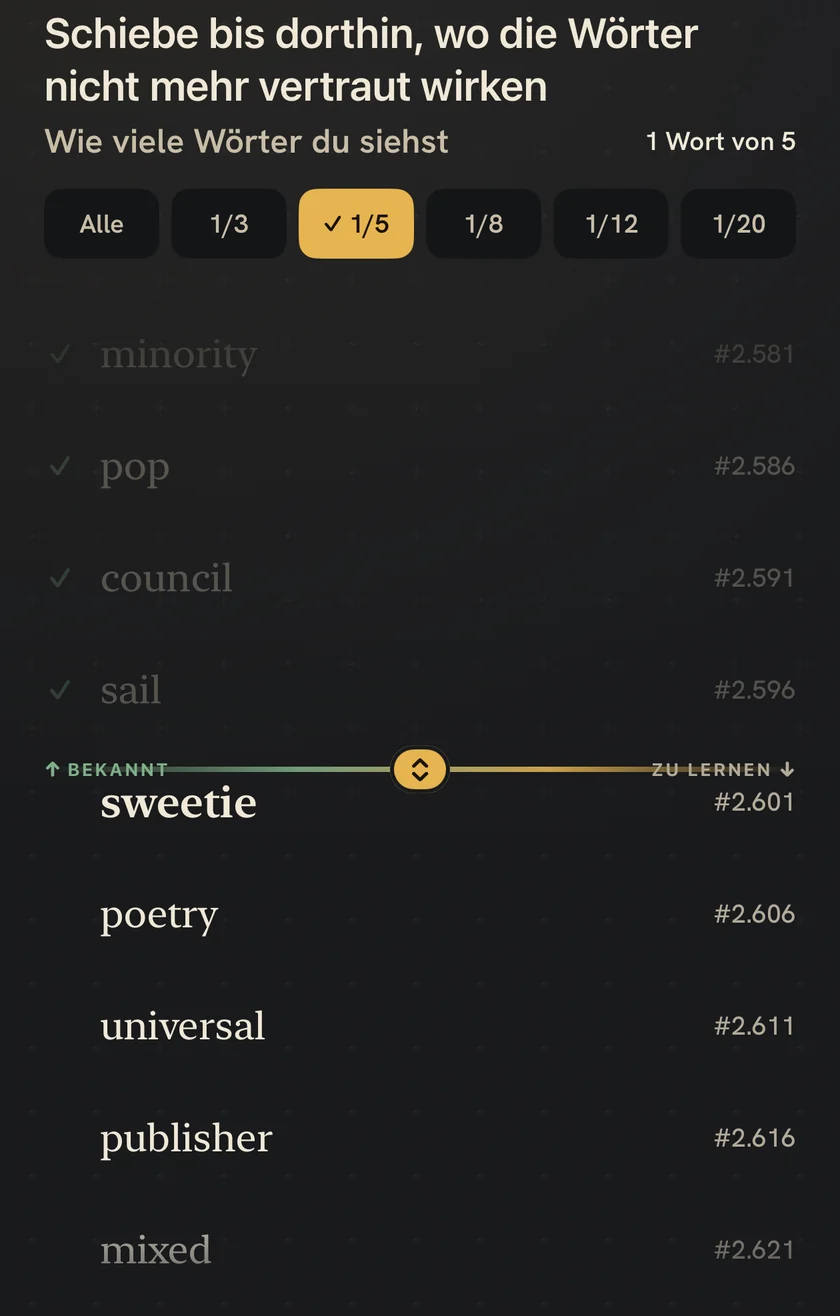 Schiebe bis dorthin, wo die Wörter
nicht mehr vertraut wirken
Wie viele Wörter du siehst 1 Wort von 5
Alle 1/3 ✓ 1/5 1/8 1/12 1/20
✓ minority #2.581
✓ pop #2.586
✓ council #2.591
✓ sail #2.596
↑ BEKANNT ZU LERNEN ↓
sweetie #2.601
poetry #2.606
universal #2.611
publisher #2.616
mixed #2.621